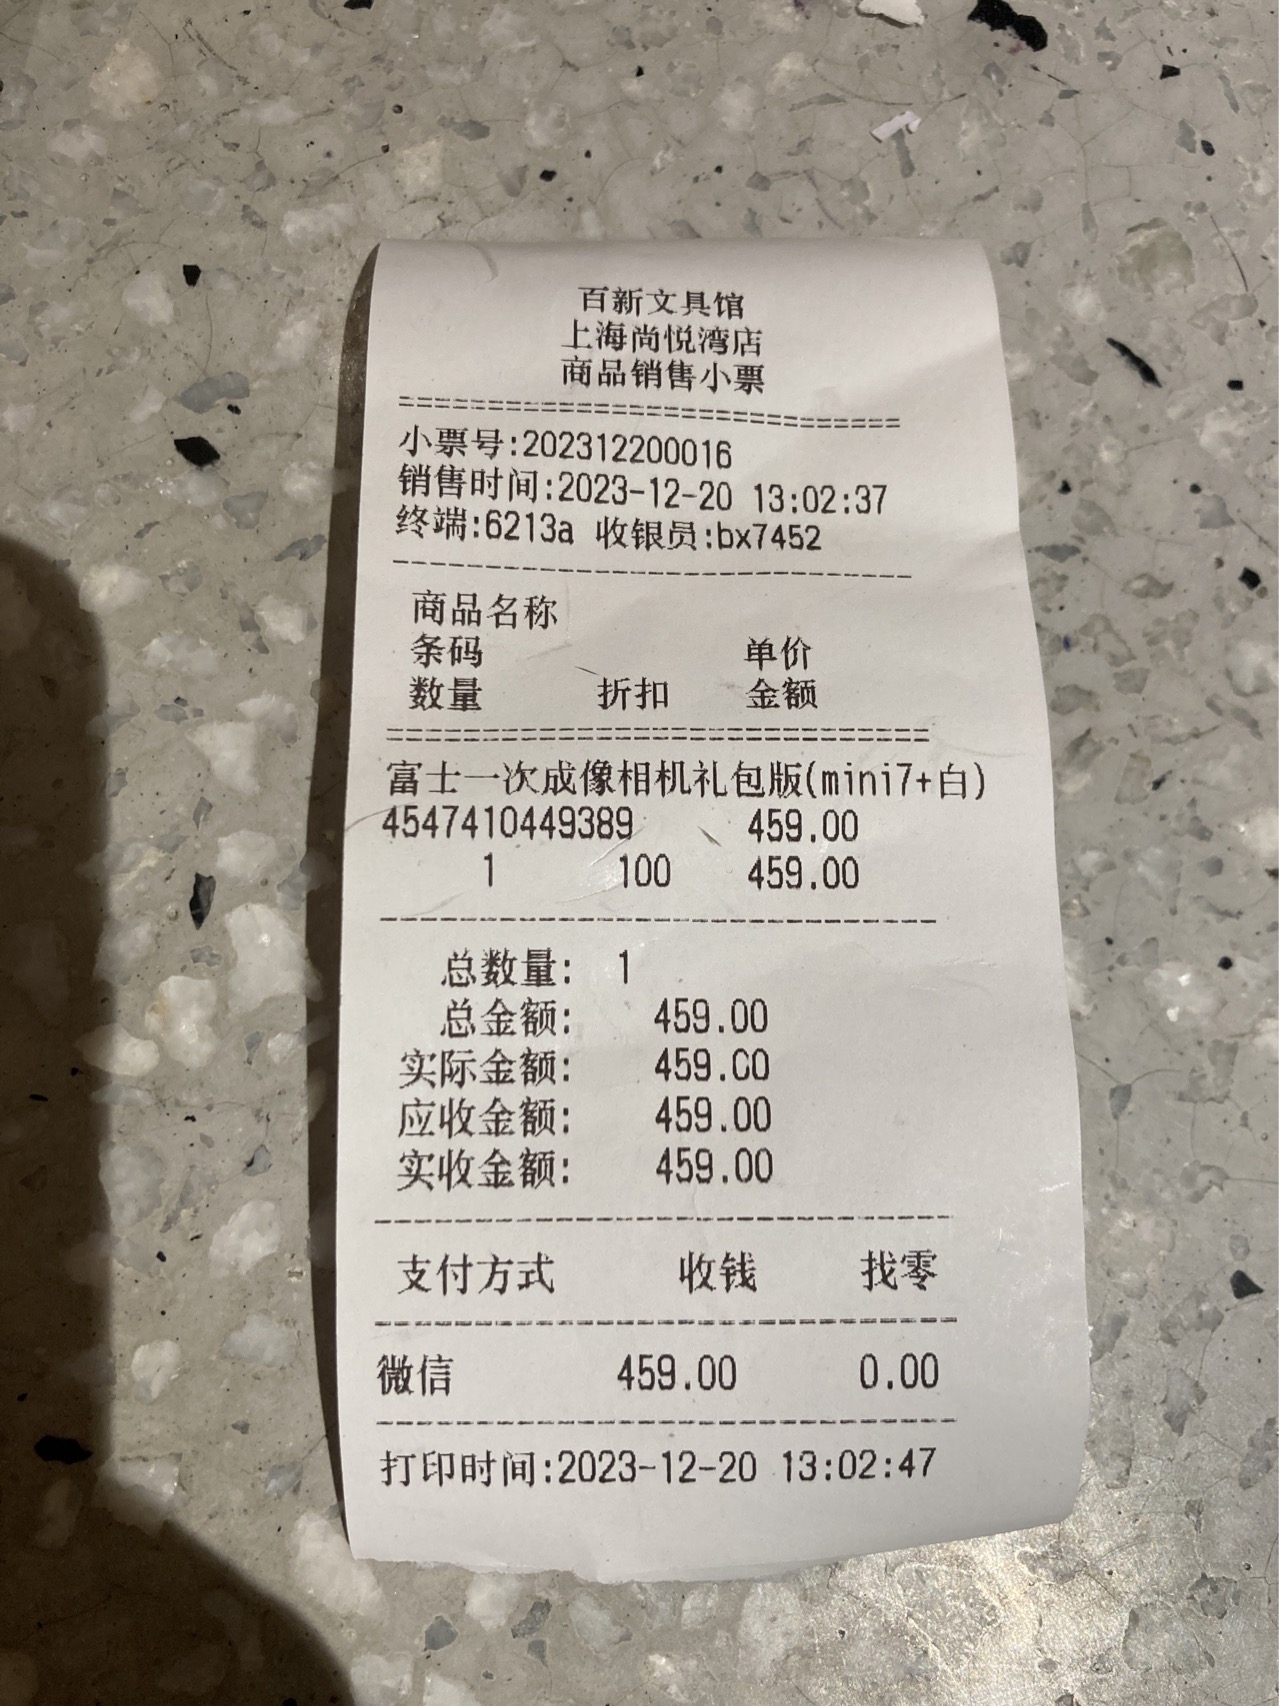 百新文具馆
上海尚悦湾店
商品销售小票
==============================
小票号:202312200016
销售时间:2023-12-20 13:02:37
终端:6213a 收银员:bx7452
------------------------------
商品名称
条码 单价
数量 折扣 金额
==============================
富士一次成像相机礼包版(mini7+白)
4547410449389 459.00
1 100 459.00
------------------------------
总数量: 1
总金额: 459.00
实际金额: 459.00
应收金额: 459.00
实收金额: 459.00
------------------------------
支付方式 收钱 找零
------------------------------
微信 459.00 0.00
------------------------------
打印时间:2023-12-20 13:02:47